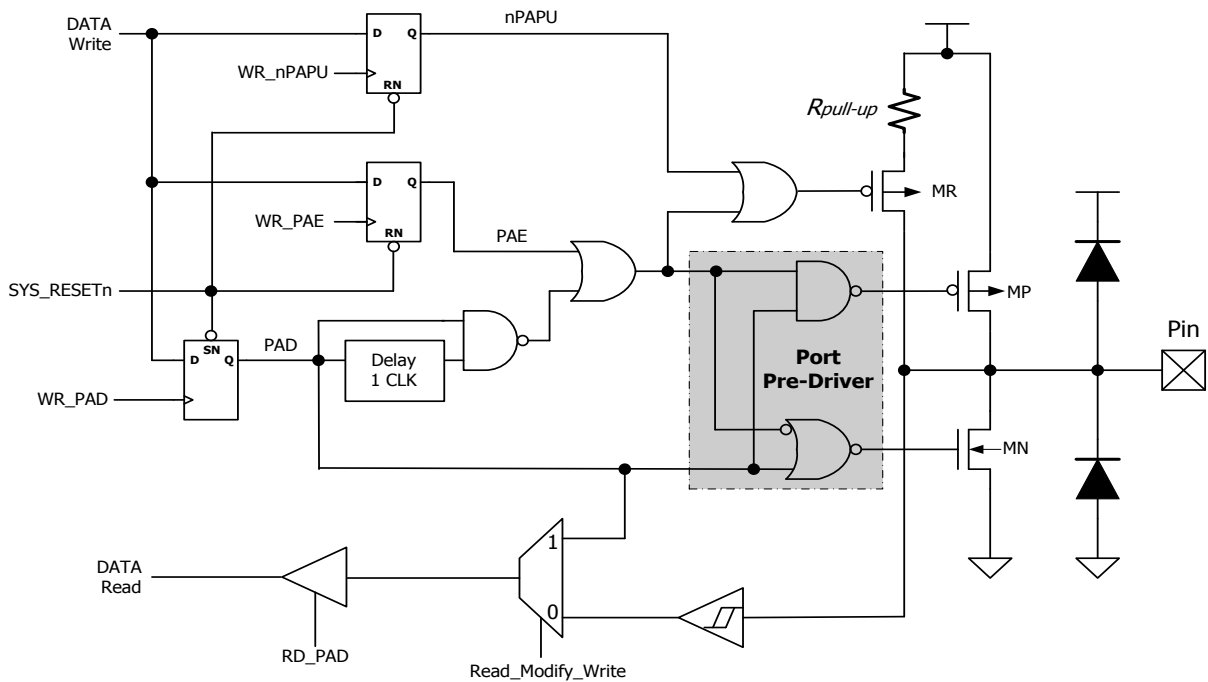 DATA
Write
D
Q
RN
WR_nPAPU
nPAPU
Rpull-up
MR
D
Q
RN
WR_PAE
PAE
SYS_RESETn
SN
D
Q
WR_PAD
PAD
Delay
1 CLK
Port
Pre-Driver
MP
MN
Pin
DATA
Read
RD_PAD
1
0
Read_Modify_Write